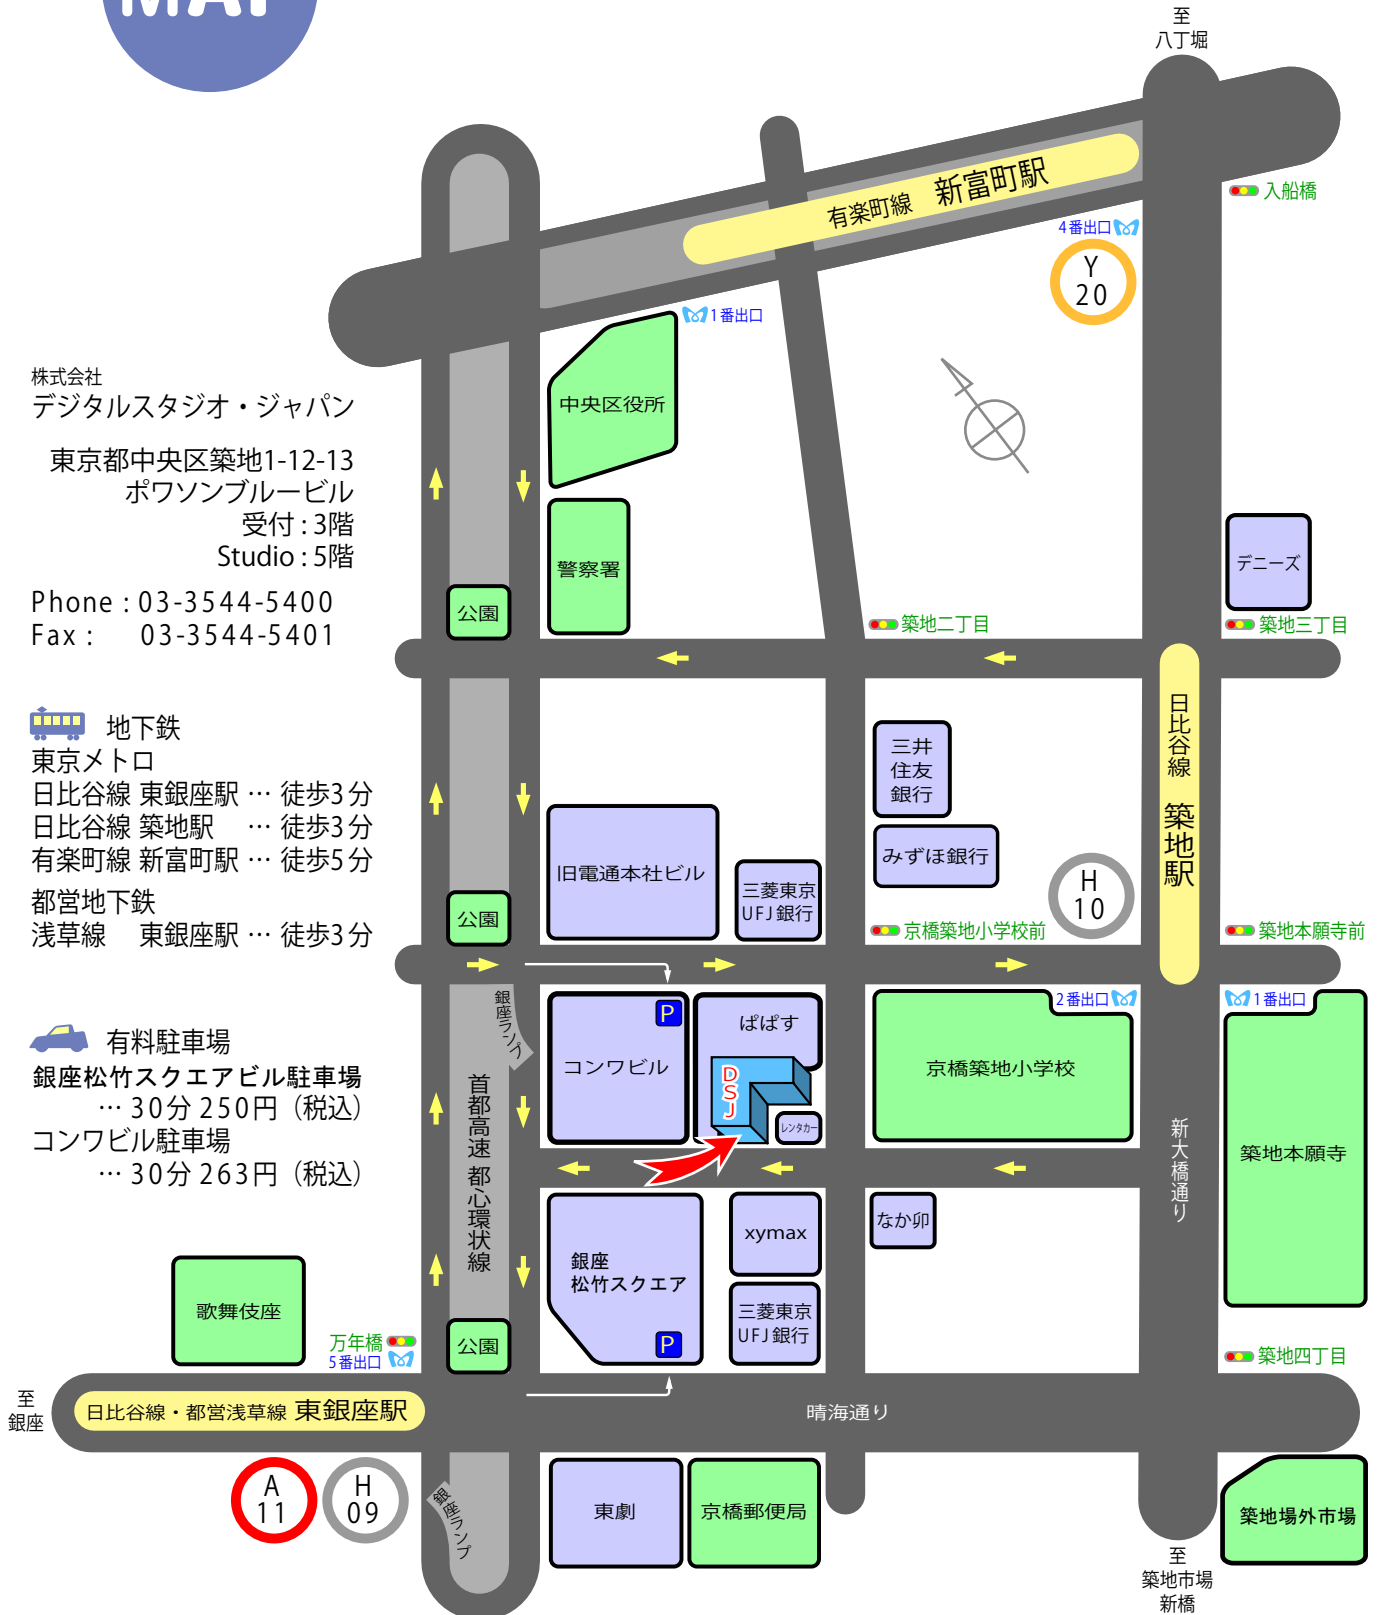 MAP
至
八丁堀
有楽町線 新富町駅
入船橋
4番出口
Y
20
1番出口
株式会社
デジタルスタジオ・ジャパン
東京都中央区築地1-12-13
ポワソンブルービル
受付 : 3階
Studio : 5階
Phone : 03-3544-5400
Fax : 03-3544-5401
中央区役所
警察署
デニーズ
公園
築地二丁目
築地三丁目
地下鉄
東京メトロ
日比谷線 東銀座駅 … 徒歩3分
日比谷線 築地駅 … 徒歩3分
有楽町線 新富町駅 … 徒歩5分
都営地下鉄
浅草線 東銀座駅 … 徒歩3分
日比谷線 築地駅
三井
住友
銀行
みずほ銀行
旧電通本社ビル
三菱東京
UFJ銀行
H
10
公園
京橋築地小学校前
築地本願寺前
銀座ランプ
2番出口
1番出口
P
コンワビル
ぱぱす
DSJ
レンタカー
京橋築地小学校
築地本願寺
有料駐車場
銀座松竹スクエアビル駐車場
… 30分 250円（税込）
コンワビル駐車場
… 30分 263円（税込）
首都高速 都心環状線
新大橋通り
銀座
松竹スクエア
P
xymax
三菱東京
UFJ銀行
なか卯
歌舞伎座
万年橋
5番出口
公園
築地四丁目
至
銀座
日比谷線・都営浅草線 東銀座駅
晴海通り
A
11
H
09
銀座ランプ
東劇
京橋郵便局
築地場外市場
至
築地市場
新橋